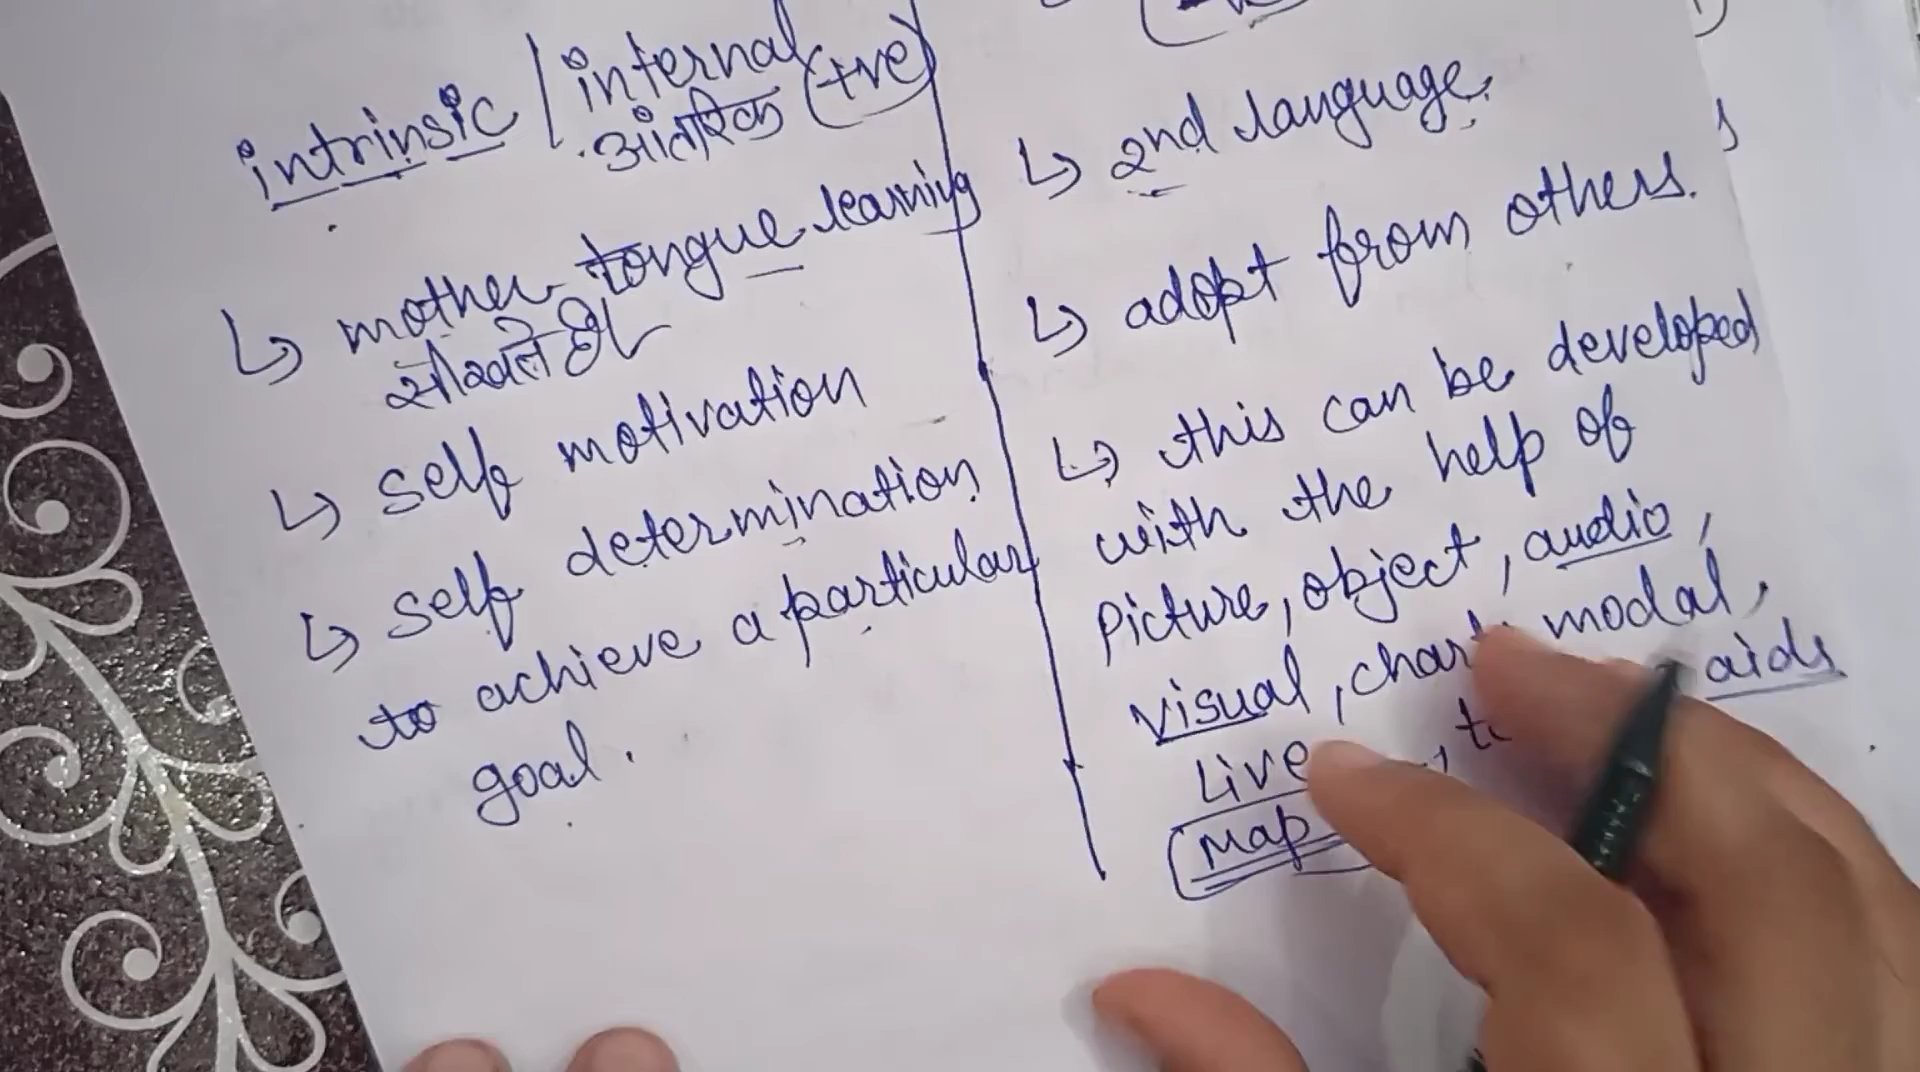 intrinsic / internal (+ve)
आंतरिक
↳ mother tongue learning
सीखते हैं
↳ self motivation
↳ self determination
to achieve a particular
goal.
↳ 2nd language
↳ adopt from others.
↳ this can be developed
with the help of
picture, object, audio,
visual, chart, modal,
Live aids
Map